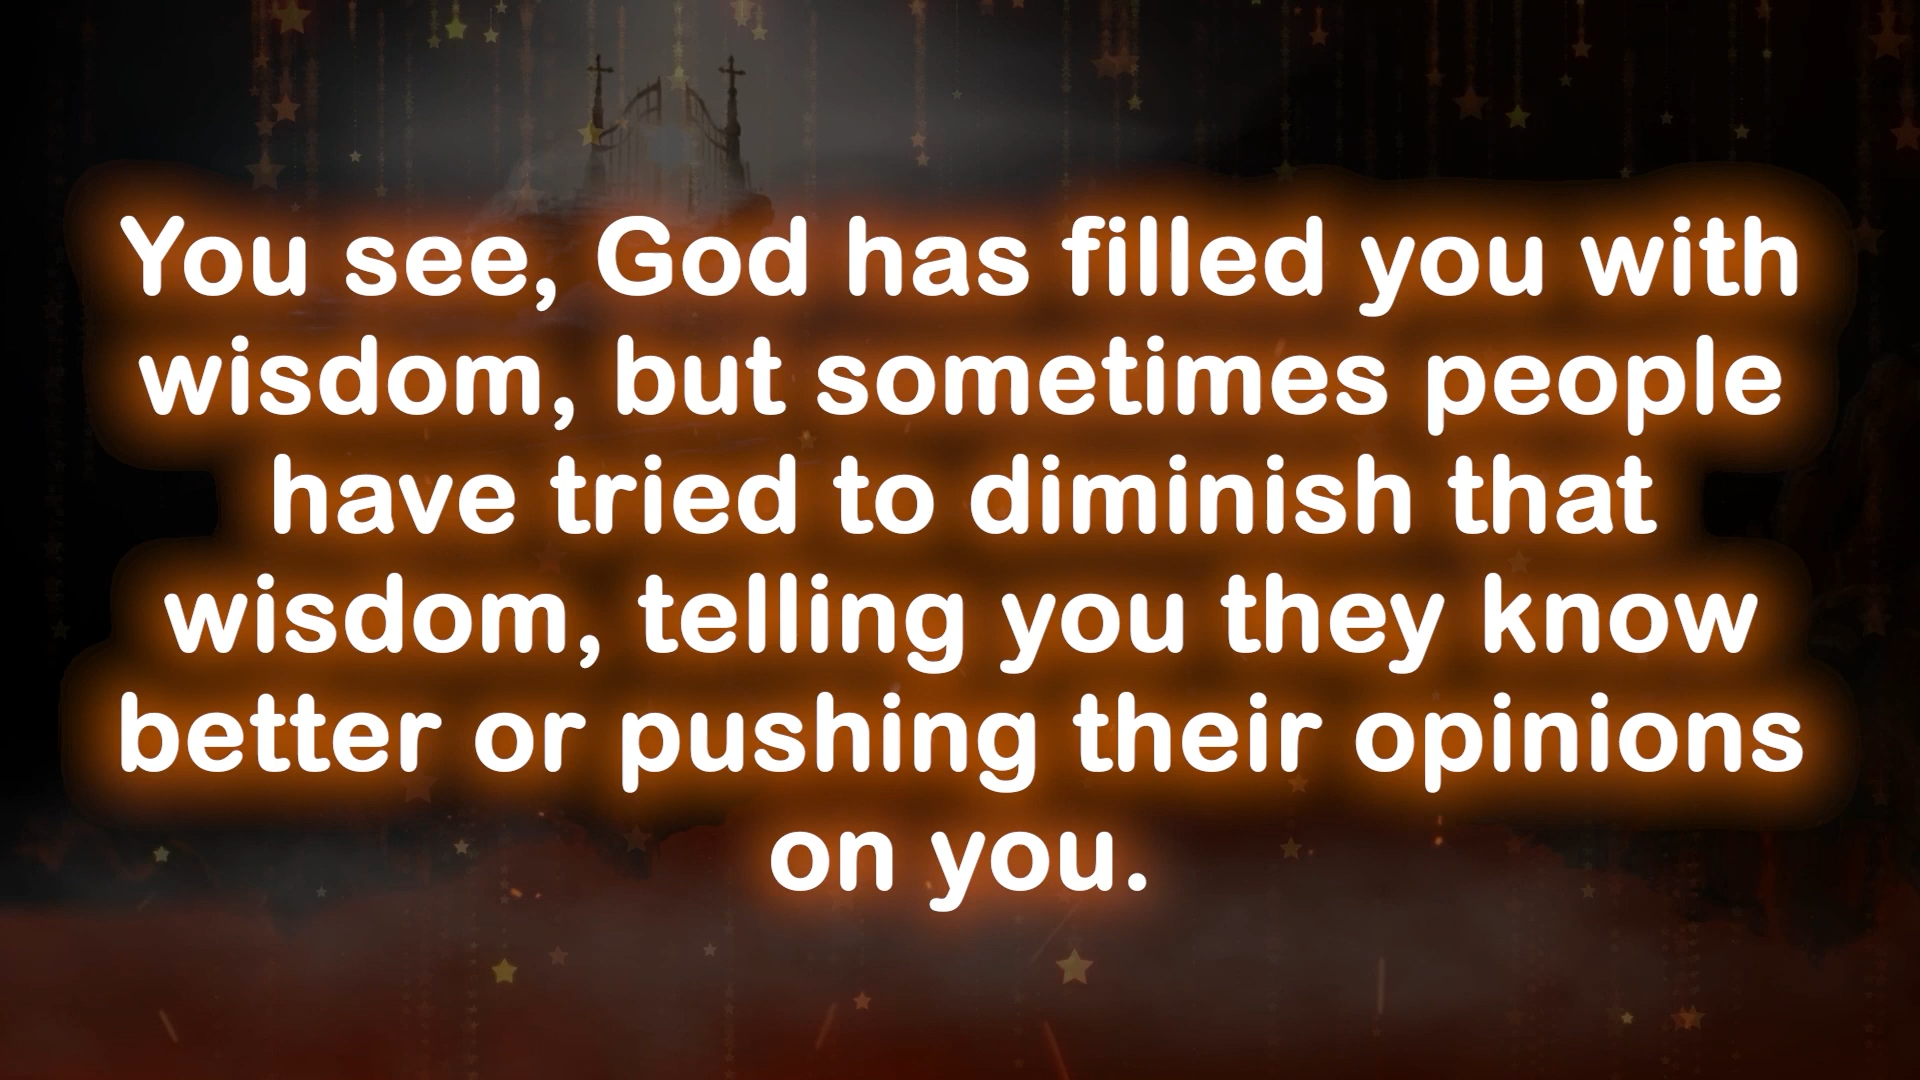 You see, God has filled you with
wisdom, but sometimes people
have tried to diminish that
wisdom, telling you they know
better or pushing their opinions
on you.